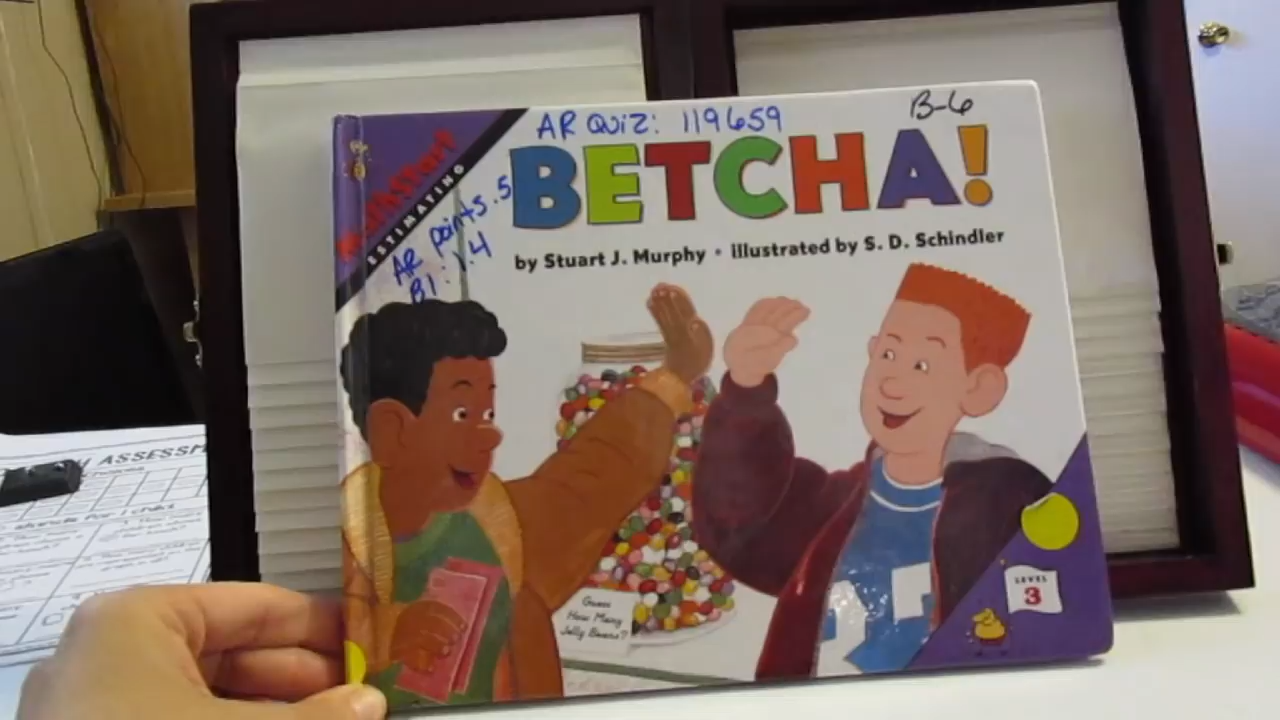 AR Quiz: 119659
B-6
MATHSTART
ESTIMATING
BETCHA!
AR points .5
Bl: 1.4
by Stuart J. Murphy • illustrated by S. D. Schindler
Guess
How Many
Jelly Beans?
LEVEL
3
ASSESSM